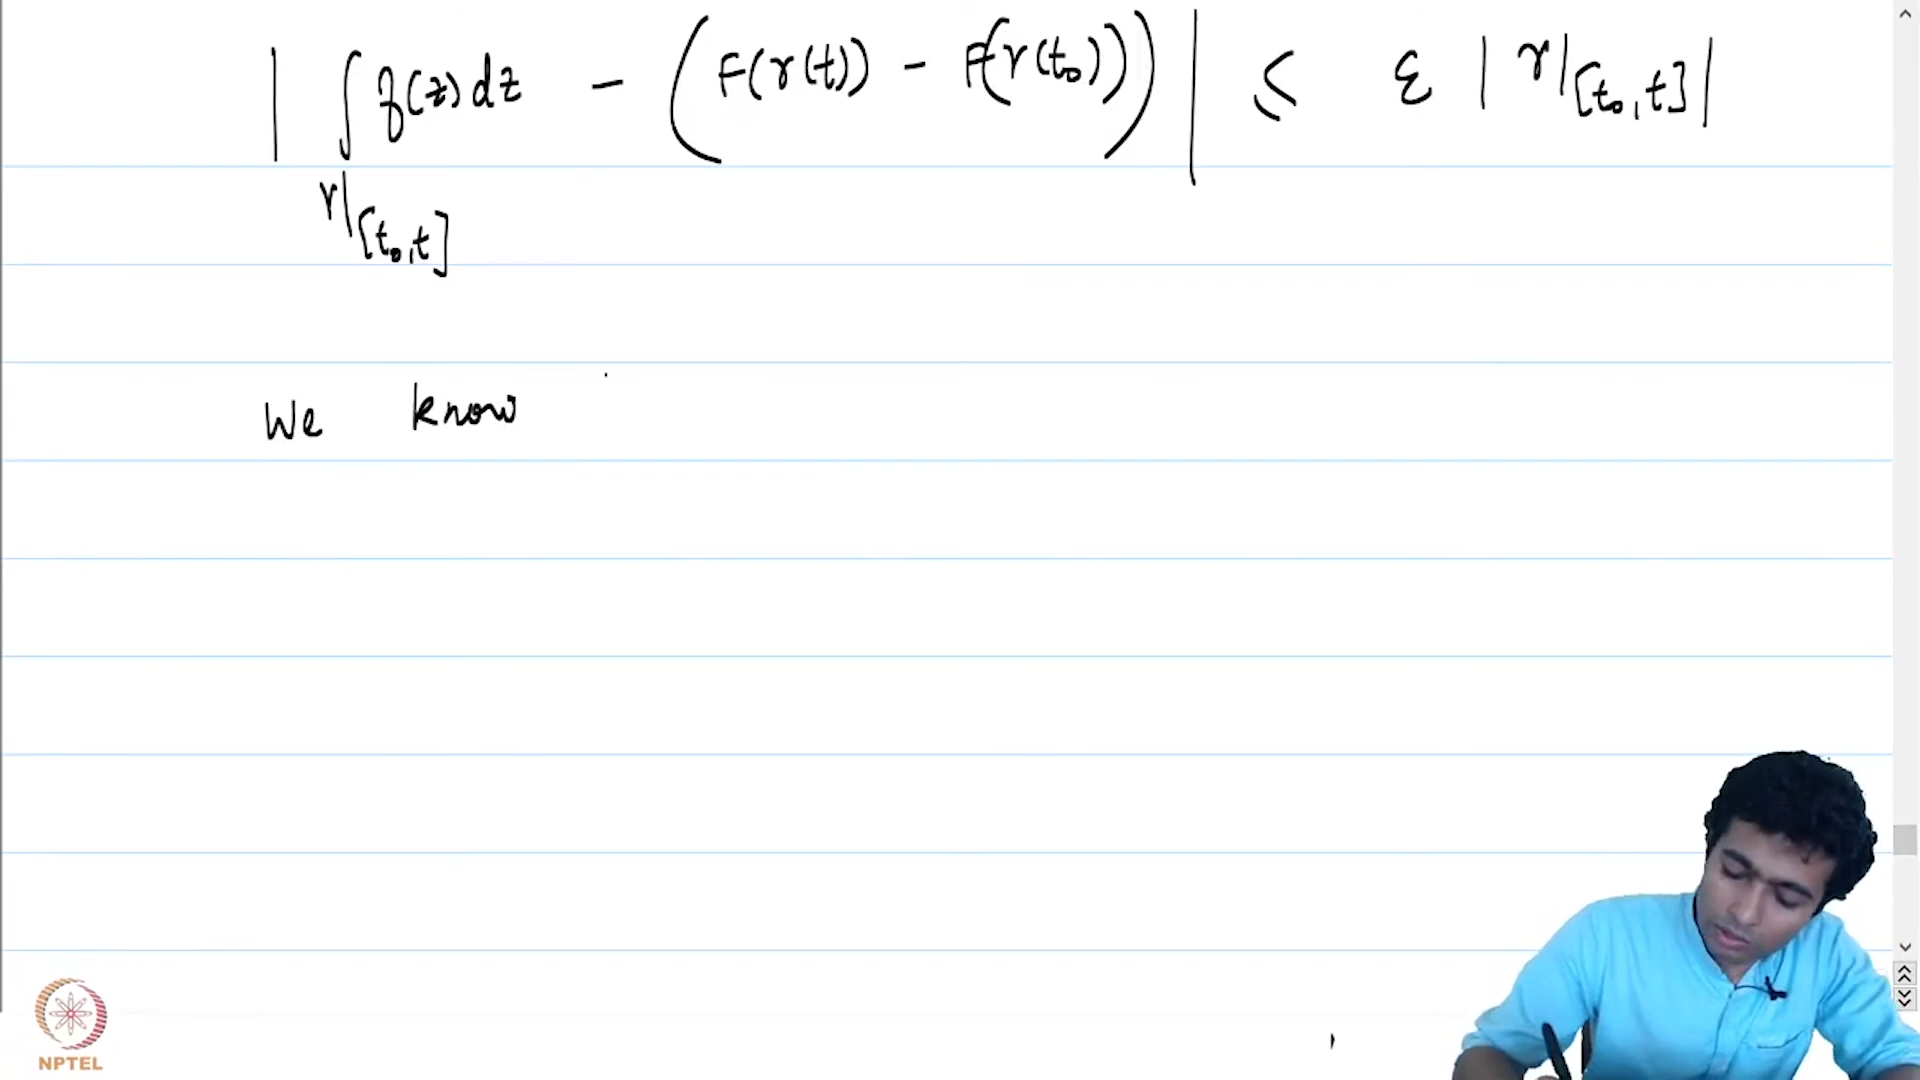 | ∫ f(z) dz - (F(γ(t)) - F(γ(t₀))) | ≤ ε | γ|[t₀,t] |
γ|[t₀,t]
We know
NPTEL